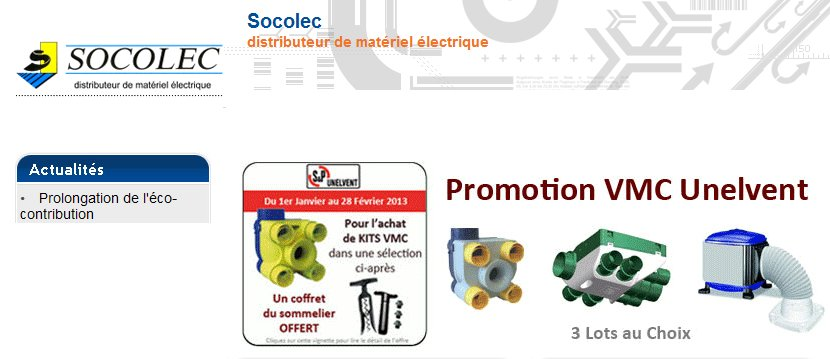 SOCOLEC
distributeur de matériel électrique
Socolec
distributeur de matériel électrique
Actualités
• Prolongation de l'éco-
contribution
S&P UNELVENT
Du 1er Janvier au 28 Février 2013
Pour l'achat
de KITS VMC
dans une sélection
ci-après
Un coffret
du sommelier
OFFERT
Cliquez sur cette vignette pour lire le détail de l'offre
Promotion VMC Unelvent
3 Lots au Choix